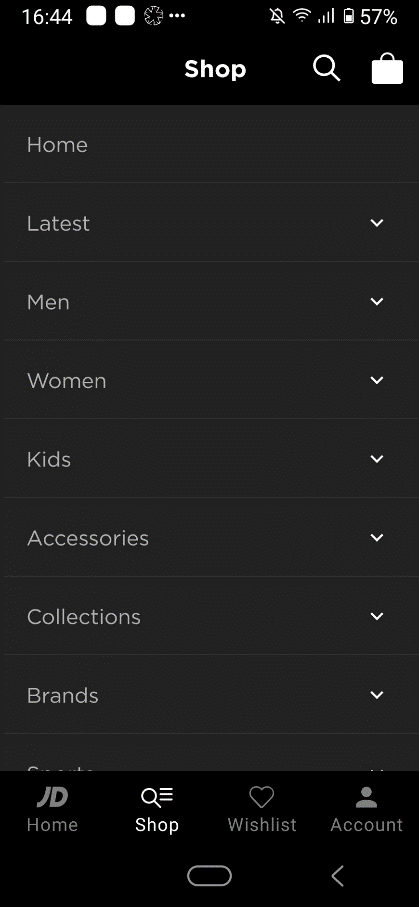 16:44 57%
Shop
Home
Latest
Men
Women
Kids
Accessories
Collections
Brands
JD
Home Shop Wishlist Account